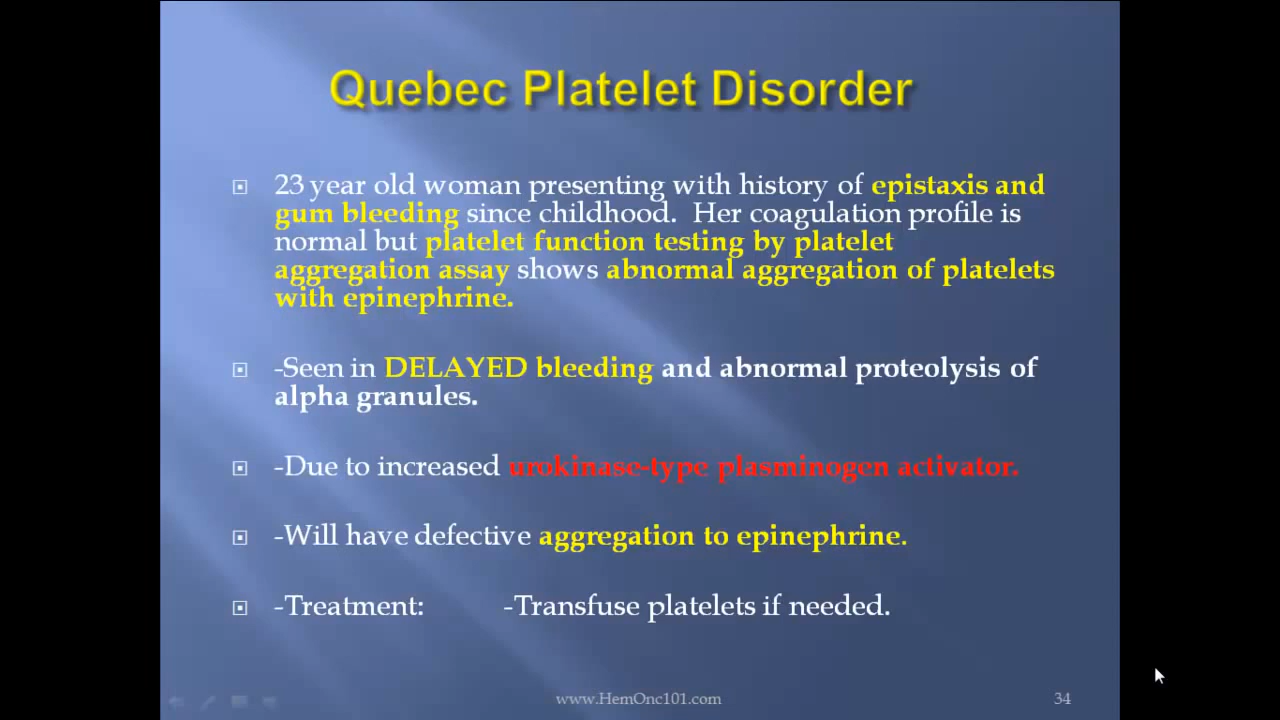 Quebec Platelet Disorder
23 year old woman presenting with history of epistaxis and
gum bleeding since childhood. Her coagulation profile is
normal but platelet function testing by platelet
aggregation assay shows abnormal aggregation of platelets
with epinephrine.
-Seen in DELAYED bleeding and abnormal proteolysis of
alpha granules.
-Due to increased urokinase-type plasminogen activator.
-Will have defective aggregation to epinephrine.
-Treatment: -Transfuse platelets if needed.
www.HemOnc101.com 34